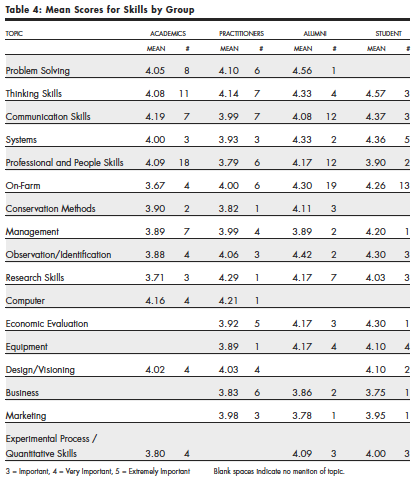 Table 4: Mean Scores for Skills by Group
TOPIC ACADEMICS PRACTITIONERS ALUMNI STUDENT
MEAN # MEAN # MEAN # MEAN #
Problem Solving 4.05 8 4.10 6 4.56 1
Thinking Skills 4.08 11 4.14 7 4.33 4 4.57 3
Communication Skills 4.19 7 3.99 7 4.08 12 4.37 3
Systems 4.00 3 3.93 3 4.33 2 4.36 5
Professional and People Skills 4.09 18 3.79 6 4.17 12 3.90 2
On-Farm 3.67 4 4.00 6 4.30 19 4.26 13
Conservation Methods 3.90 2 3.82 1 4.11 3
Management 3.89 7 3.99 4 3.89 2 4.20 1
Observation/Identification 3.88 4 4.06 3 4.42 2 4.30 3
Research Skills 3.71 3 4.29 1 4.17 7 4.03 3
Computer 4.16 4 4.21 1
Economic Evaluation 3.92 5 4.17 3 4.30 1
Equipment 3.89 1 4.17 4 4.10 4
Design/Visioning 4.02 4 4.03 4 4.10 2
Business 3.83 6 3.86 2 3.75 1
Marketing 3.98 3 3.78 1 3.95 1
Experimental Process /
Quantitative Skills 3.80 4 4.09 3 4.00 3
3 = Important, 4 = Very Important, 5 = Extremely Important Blank spaces indicate no mention of topic.